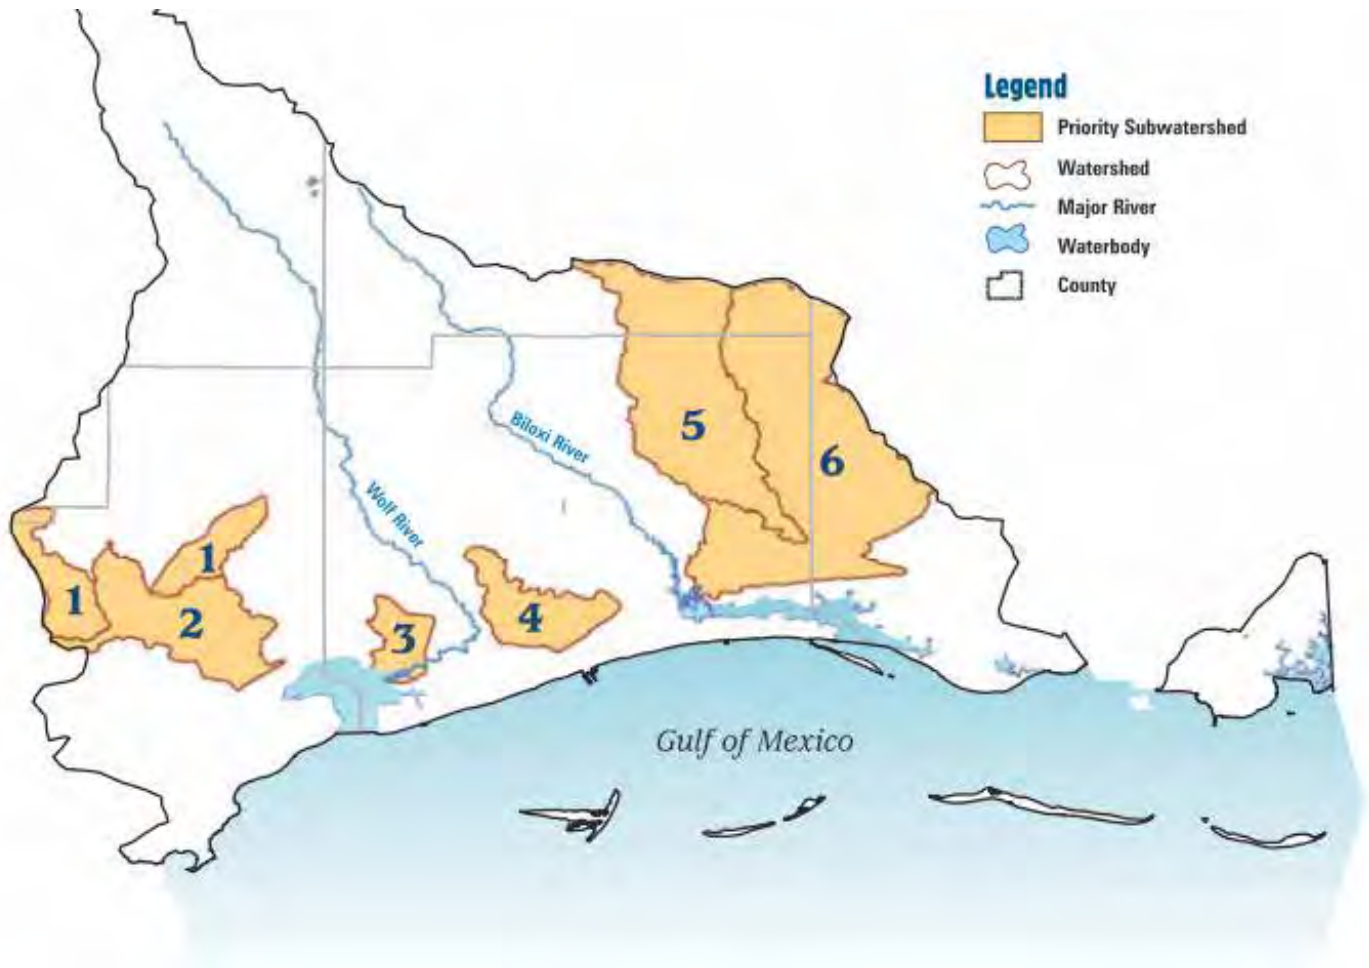 Legend
Priority Subwatershed
Watershed
Major River
Waterbody
County
Biloxi River
Wolf River
5
6
1
1
2
3
4
Gulf of Mexico